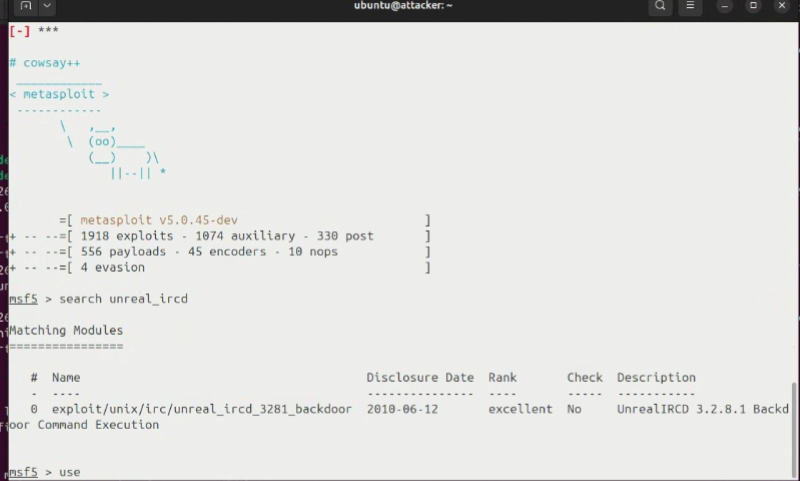 ubuntu@attacker: ~
[-] ***
# cowsay++
 ____________
< metasploit >
 ------------
       \   ,__,
        \  (oo)____
           (__)    )\
              ||--|| *
       =[ metasploit v5.0.45-dev                          ]
+ -- --=[ 1918 exploits - 1074 auxiliary - 330 post       ]
+ -- --=[ 556 payloads - 45 encoders - 10 nops            ]
+ -- --=[ 4 evasion                                       ]
msf5 > search unreal_ircd
Matching Modules
================
   #  Name                                        Disclosure Date  Rank       Check  Description
   -  ----                                        ---------------  ----       -----  -----------
   0  exploit/unix/irc/unreal_ircd_3281_backdoor  2010-06-12       excellent  No     UnrealIRCD 3.2.8.1 Backd
oor Command Execution
msf5 > use